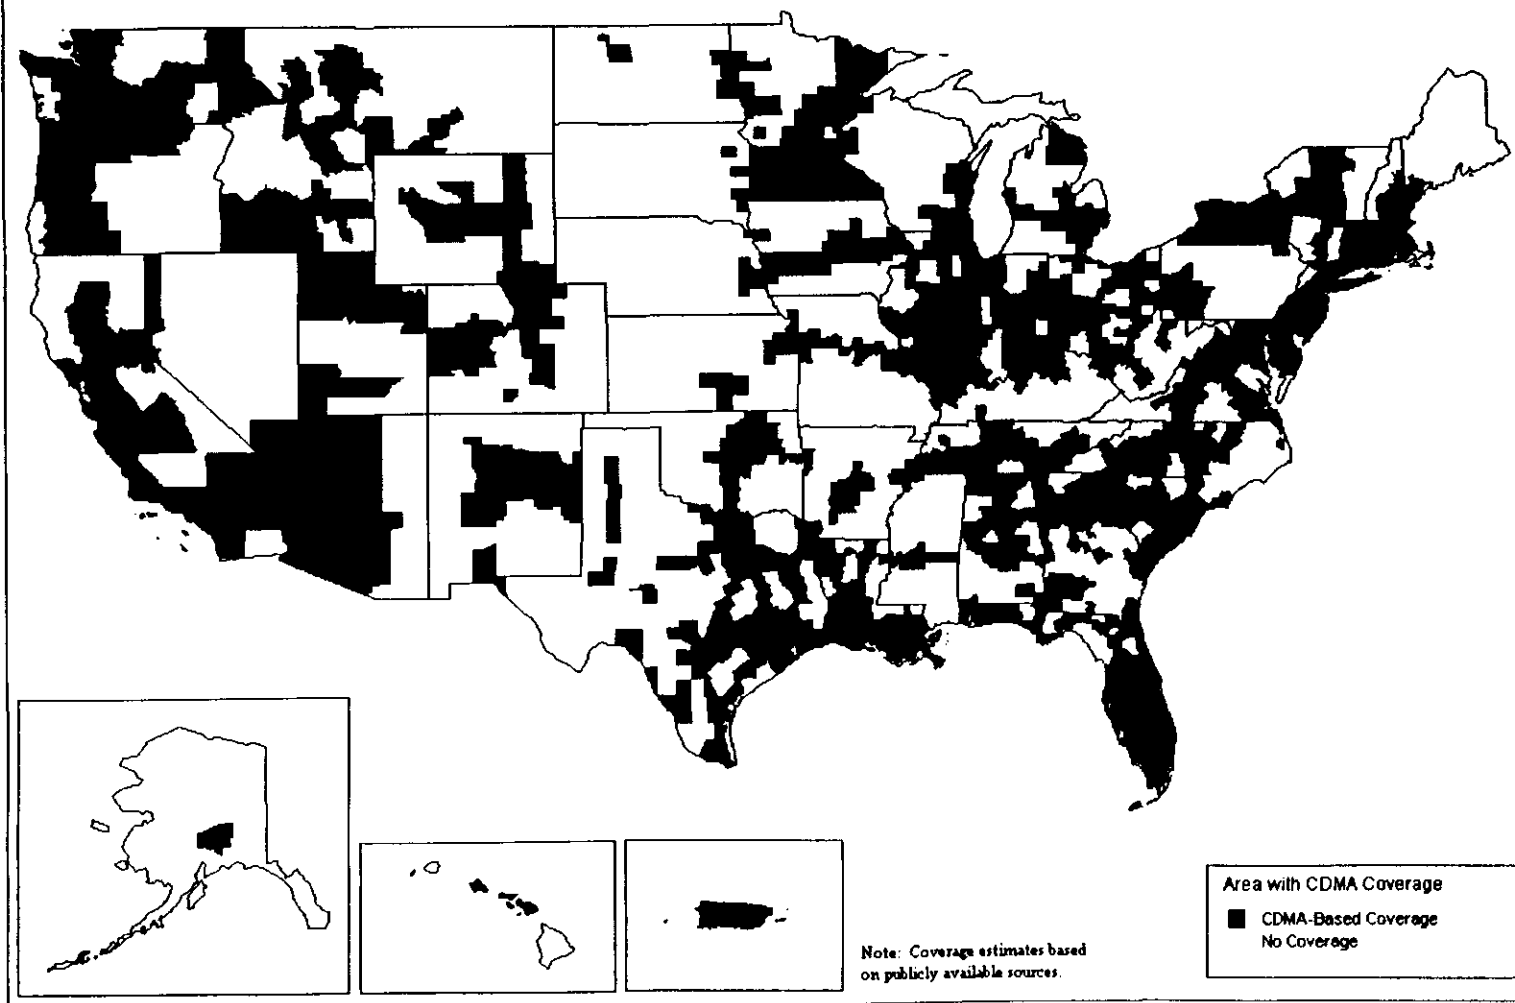 Area with CDMA Coverage
CDMA-Based Coverage
No Coverage
Note: Coverage estimates based
on publicly available sources.